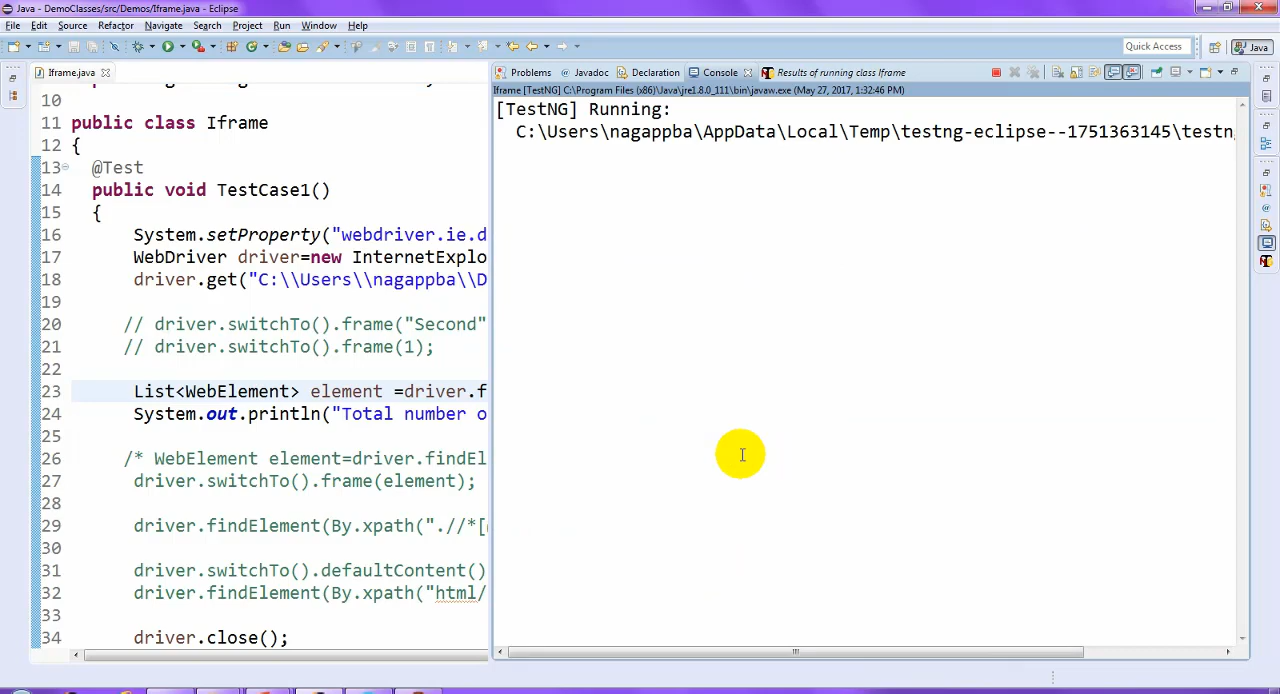 Java - DemoClasses/src/Demos/Iframe.java - Eclipse
File Edit Source Refactor Navigate Search Project Run Window Help
Quick Access Java
Iframe.java
Problems @ Javadoc Declaration Console Results of running class Iframe
Iframe [TestNG] C:\Program Files (x86)\Java\jre1.8.0_111\bin\javaw.exe (May 27, 2017, 1:32:46 PM)
[TestNG] Running:
C:\Users\nagappba\AppData\Local\Temp\testng-eclipse--1751363145\testn
10
11 public class Iframe
12 {
13 @Test
14 public void TestCase1()
15 {
16 System.setProperty("webdriver.ie.d
17 WebDriver driver=new InternetExplo
18 driver.get("C:\\Users\\nagappba\\D
19
20 // driver.switchTo().frame("Second"
21 // driver.switchTo().frame(1);
22
23 List<WebElement> element =driver.f
24 System.out.println("Total number o
25
26 /* WebElement element=driver.findEl
27 driver.switchTo().frame(element);
28
29 driver.findElement(By.xpath(".//*[
30
31 driver.switchTo().defaultContent()
32 driver.findElement(By.xpath("html/
33
34 driver.close();